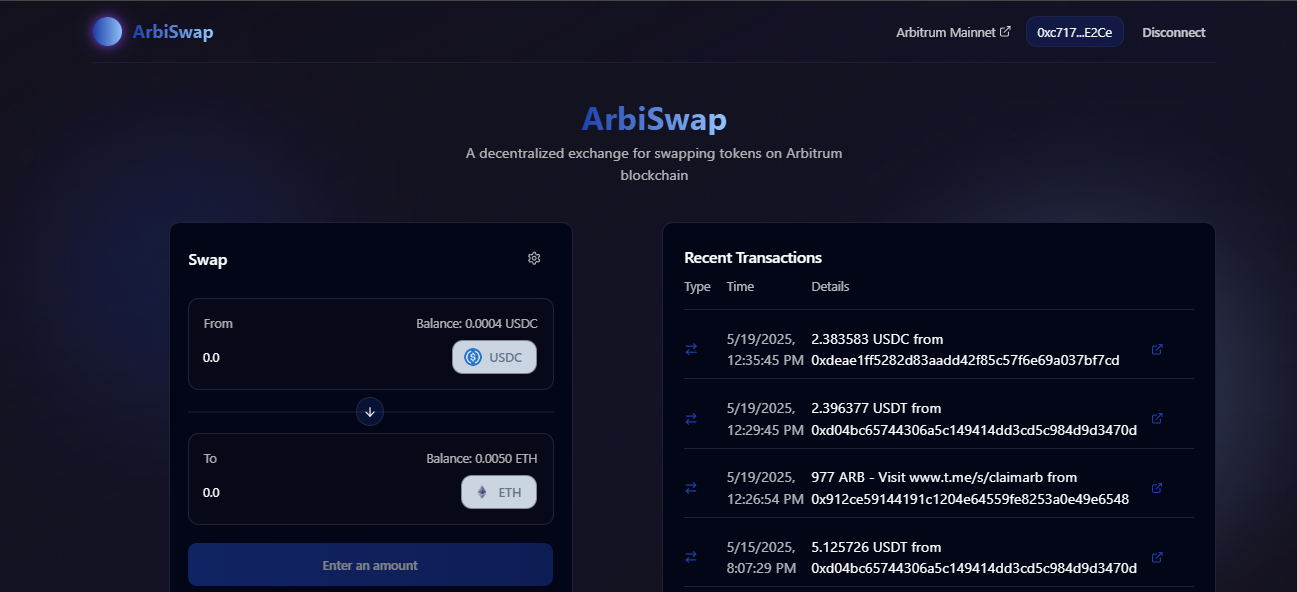 ArbiSwap
Arbitrum Mainnet
0xc717...E2Ce
Disconnect
ArbiSwap
A decentralized exchange for swapping tokens on Arbitrum
blockchain
Swap
From
Balance: 0.0004 USDC
0.0
USDC
To
Balance: 0.0050 ETH
0.0
ETH
Enter an amount
Recent Transactions
Type Time Details
5/19/2025, 2.383583 USDC from
12:35:45 PM 0xdeae1ff5282d83aadd42f85c57f6e69a037bf7cd
5/19/2025, 2.396377 USDT from
12:29:45 PM 0xd04bc65744306a5c149414dd3cd5c984d9d3470d
5/19/2025, 977 ARB - Visit www.t.me/s/claimarb from
12:26:54 PM 0x912ce59144191c1204e64559fe8253a0e49e6548
5/15/2025, 5.125726 USDT from
8:07:29 PM 0xd04bc65744306a5c149414dd3cd5c984d9d3470d